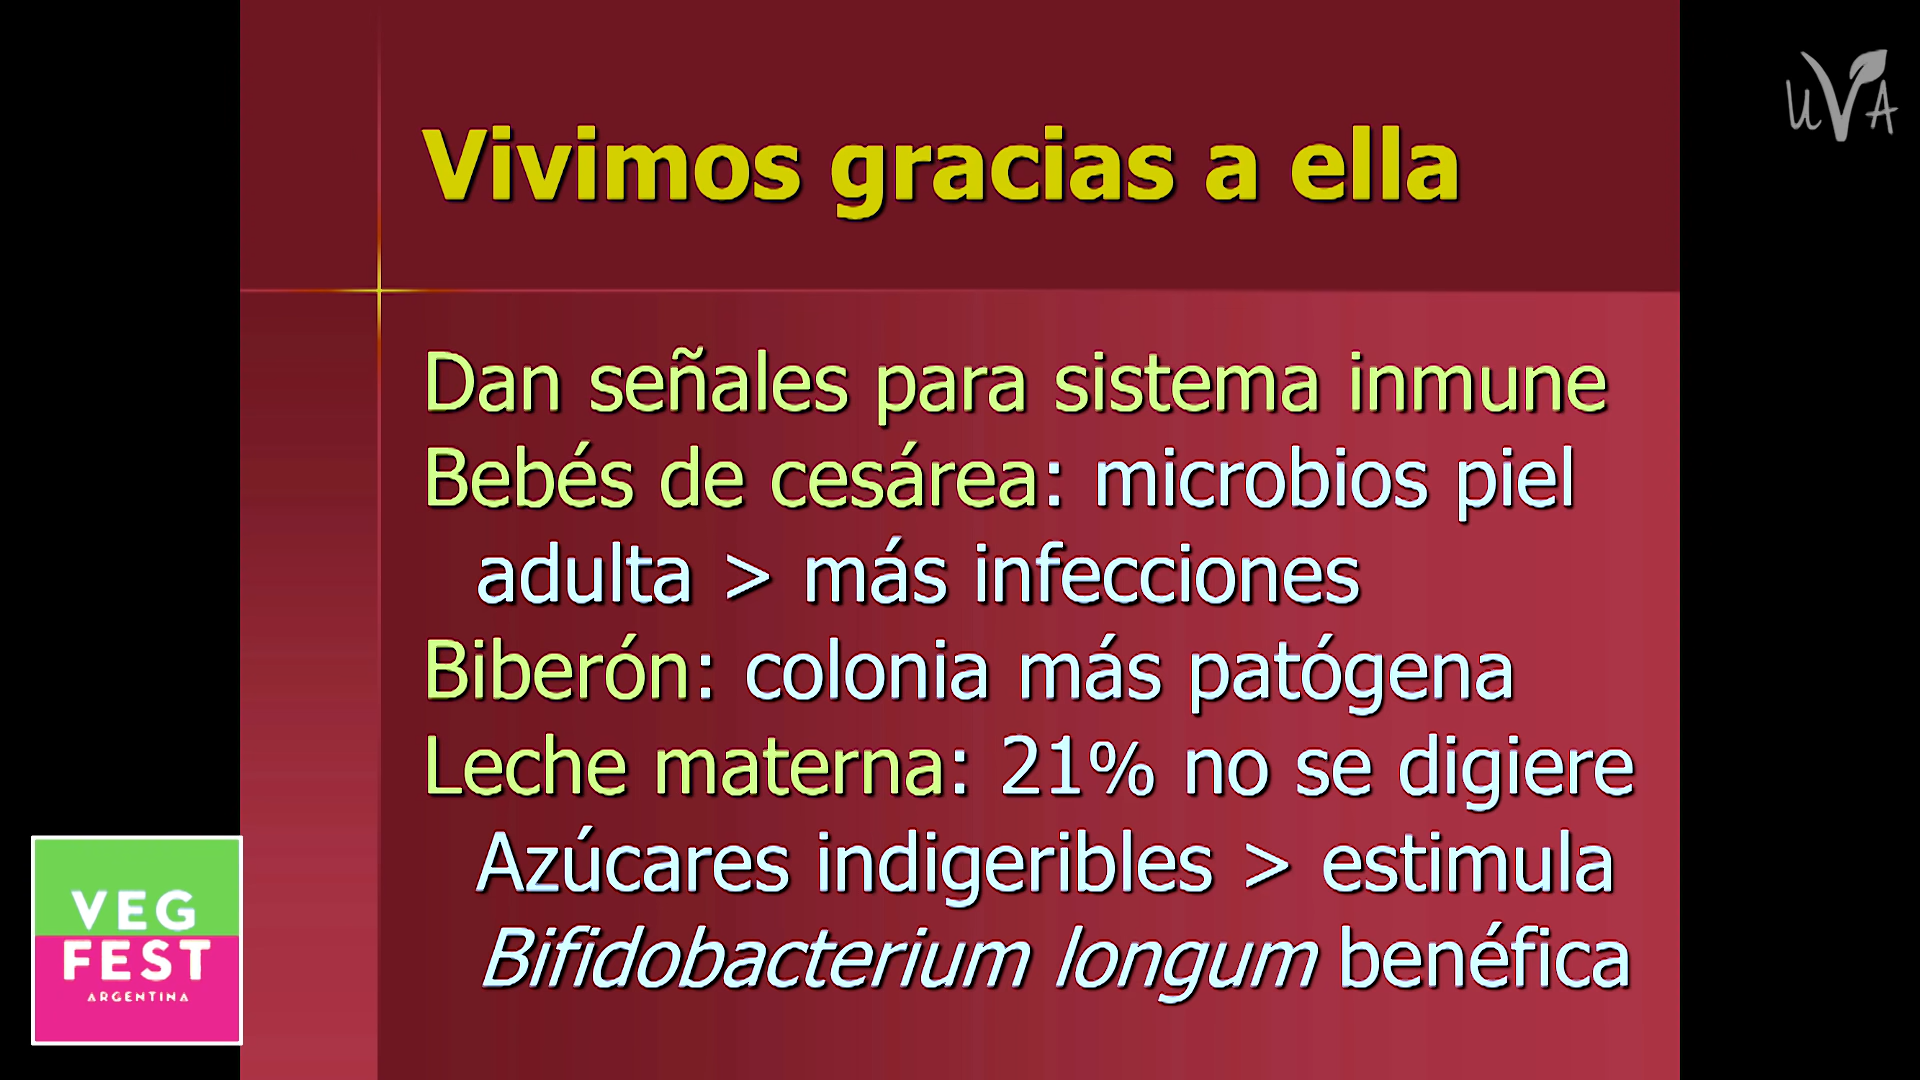 UVA
Vivimos gracias a ella
Dan señales para sistema inmune
Bebés de cesárea: microbios piel
adulta > más infecciones
Biberón: colonia más patógena
Leche materna: 21% no se digiere
Azúcares indigeribles > estimula
Bifidobacterium longum benéfica
VEG
FEST
ARGENTINA